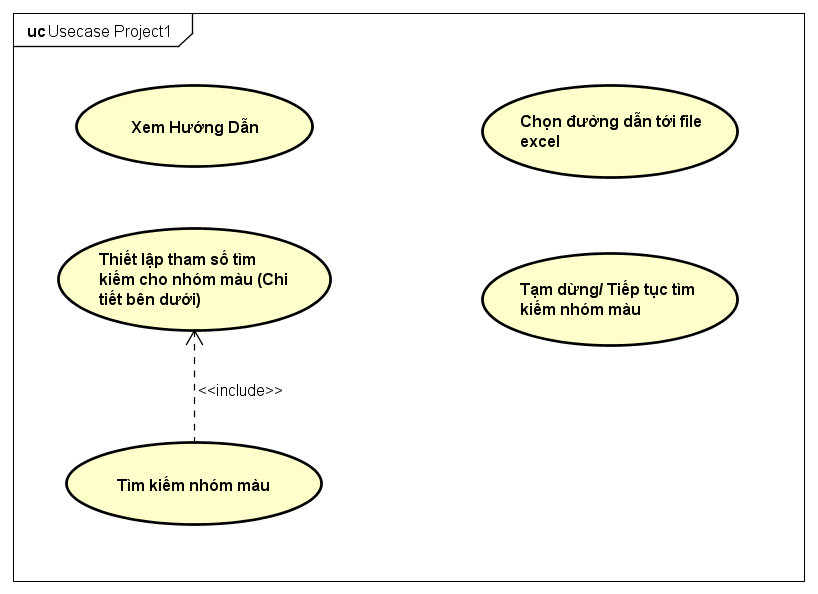 uc Usecase Project1
Xem Hướng Dẫn
Chọn đường dẫn tới file
excel
Thiết lập tham số tìm
kiếm cho nhóm màu (Chi
tiết bên dưới)
Tạm dừng/ Tiếp tục tìm
kiếm nhóm màu
<<include>>
Tìm kiếm nhóm màu